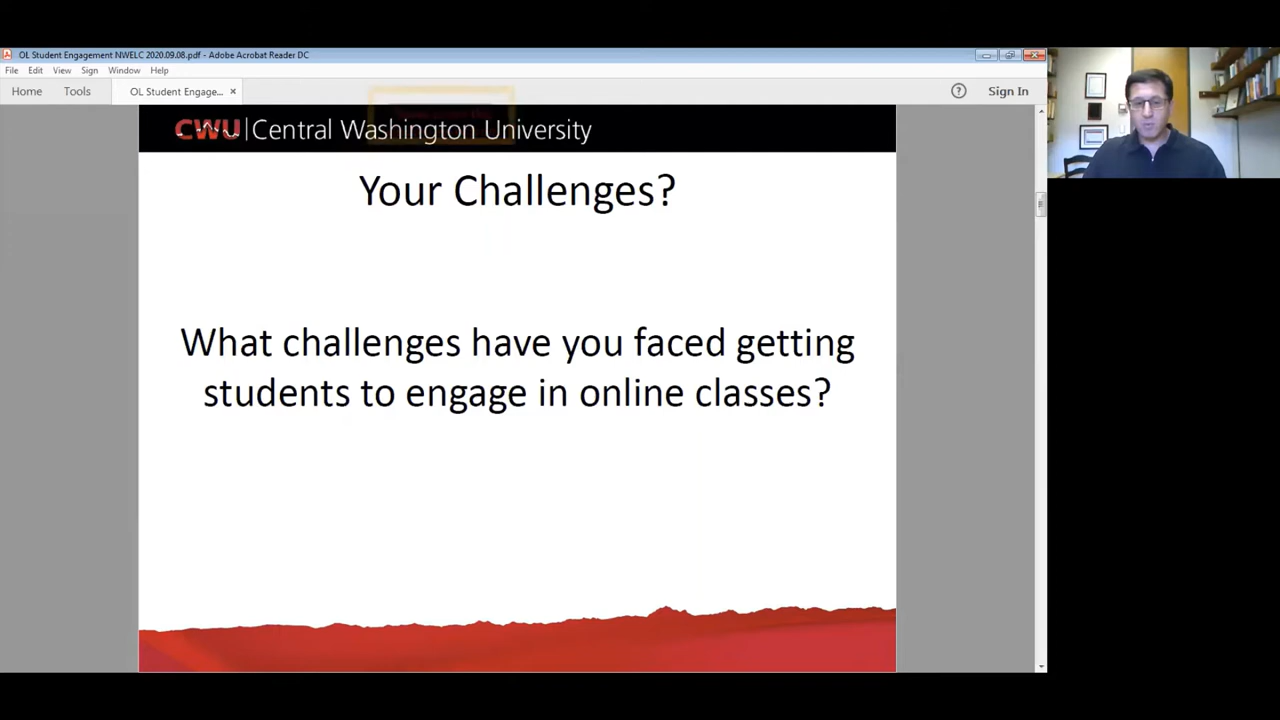 OL Student Engagement NWELC 2020.09.08.pdf - Adobe Acrobat Reader DC
File Edit View Sign Window Help
Home Tools OL Student Engage... × ? Sign In
CWU | Central Washington University
Your Challenges?
What challenges have you faced getting
students to engage in online classes?